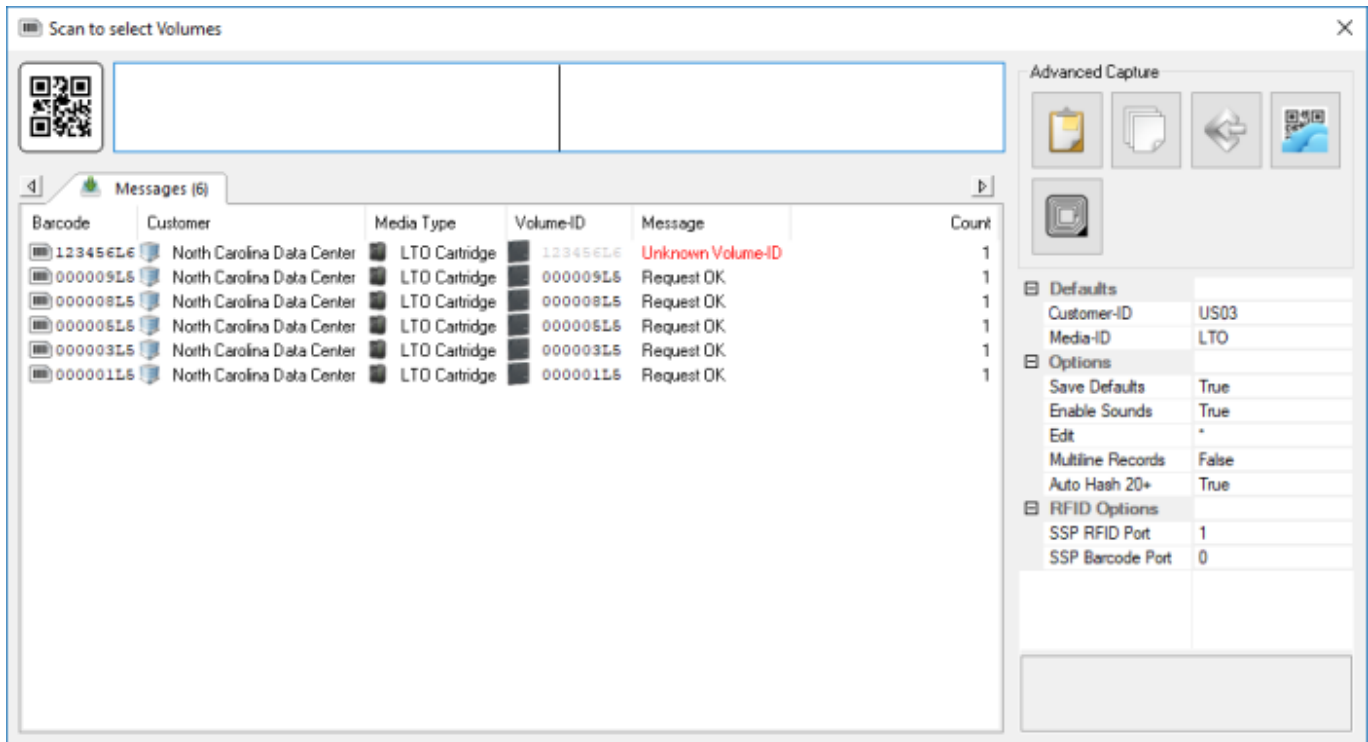 Scan to select Volumes
Advanced Capture
Messages (6)
Barcode Customer Media Type Volume-ID Message Count
123456L6 North Carolina Data Center LTO Cartridge 123456L6 Unknown Volume-ID 1
000009L5 North Carolina Data Center LTO Cartridge 000009L5 Request OK 1
000008L5 North Carolina Data Center LTO Cartridge 000008L5 Request OK 1
000005L5 North Carolina Data Center LTO Cartridge 000005L5 Request OK 1
000003L5 North Carolina Data Center LTO Cartridge 000003L5 Request OK 1
000001L5 North Carolina Data Center LTO Cartridge 000001L5 Request OK 1
Defaults
Customer-ID US03
Media-ID LTO
Options
Save Defaults True
Enable Sounds True
Edit *
Multiline Records False
Auto Hash 20+ True
RFID Options
SSP RFID Port 1
SSP Barcode Port 0